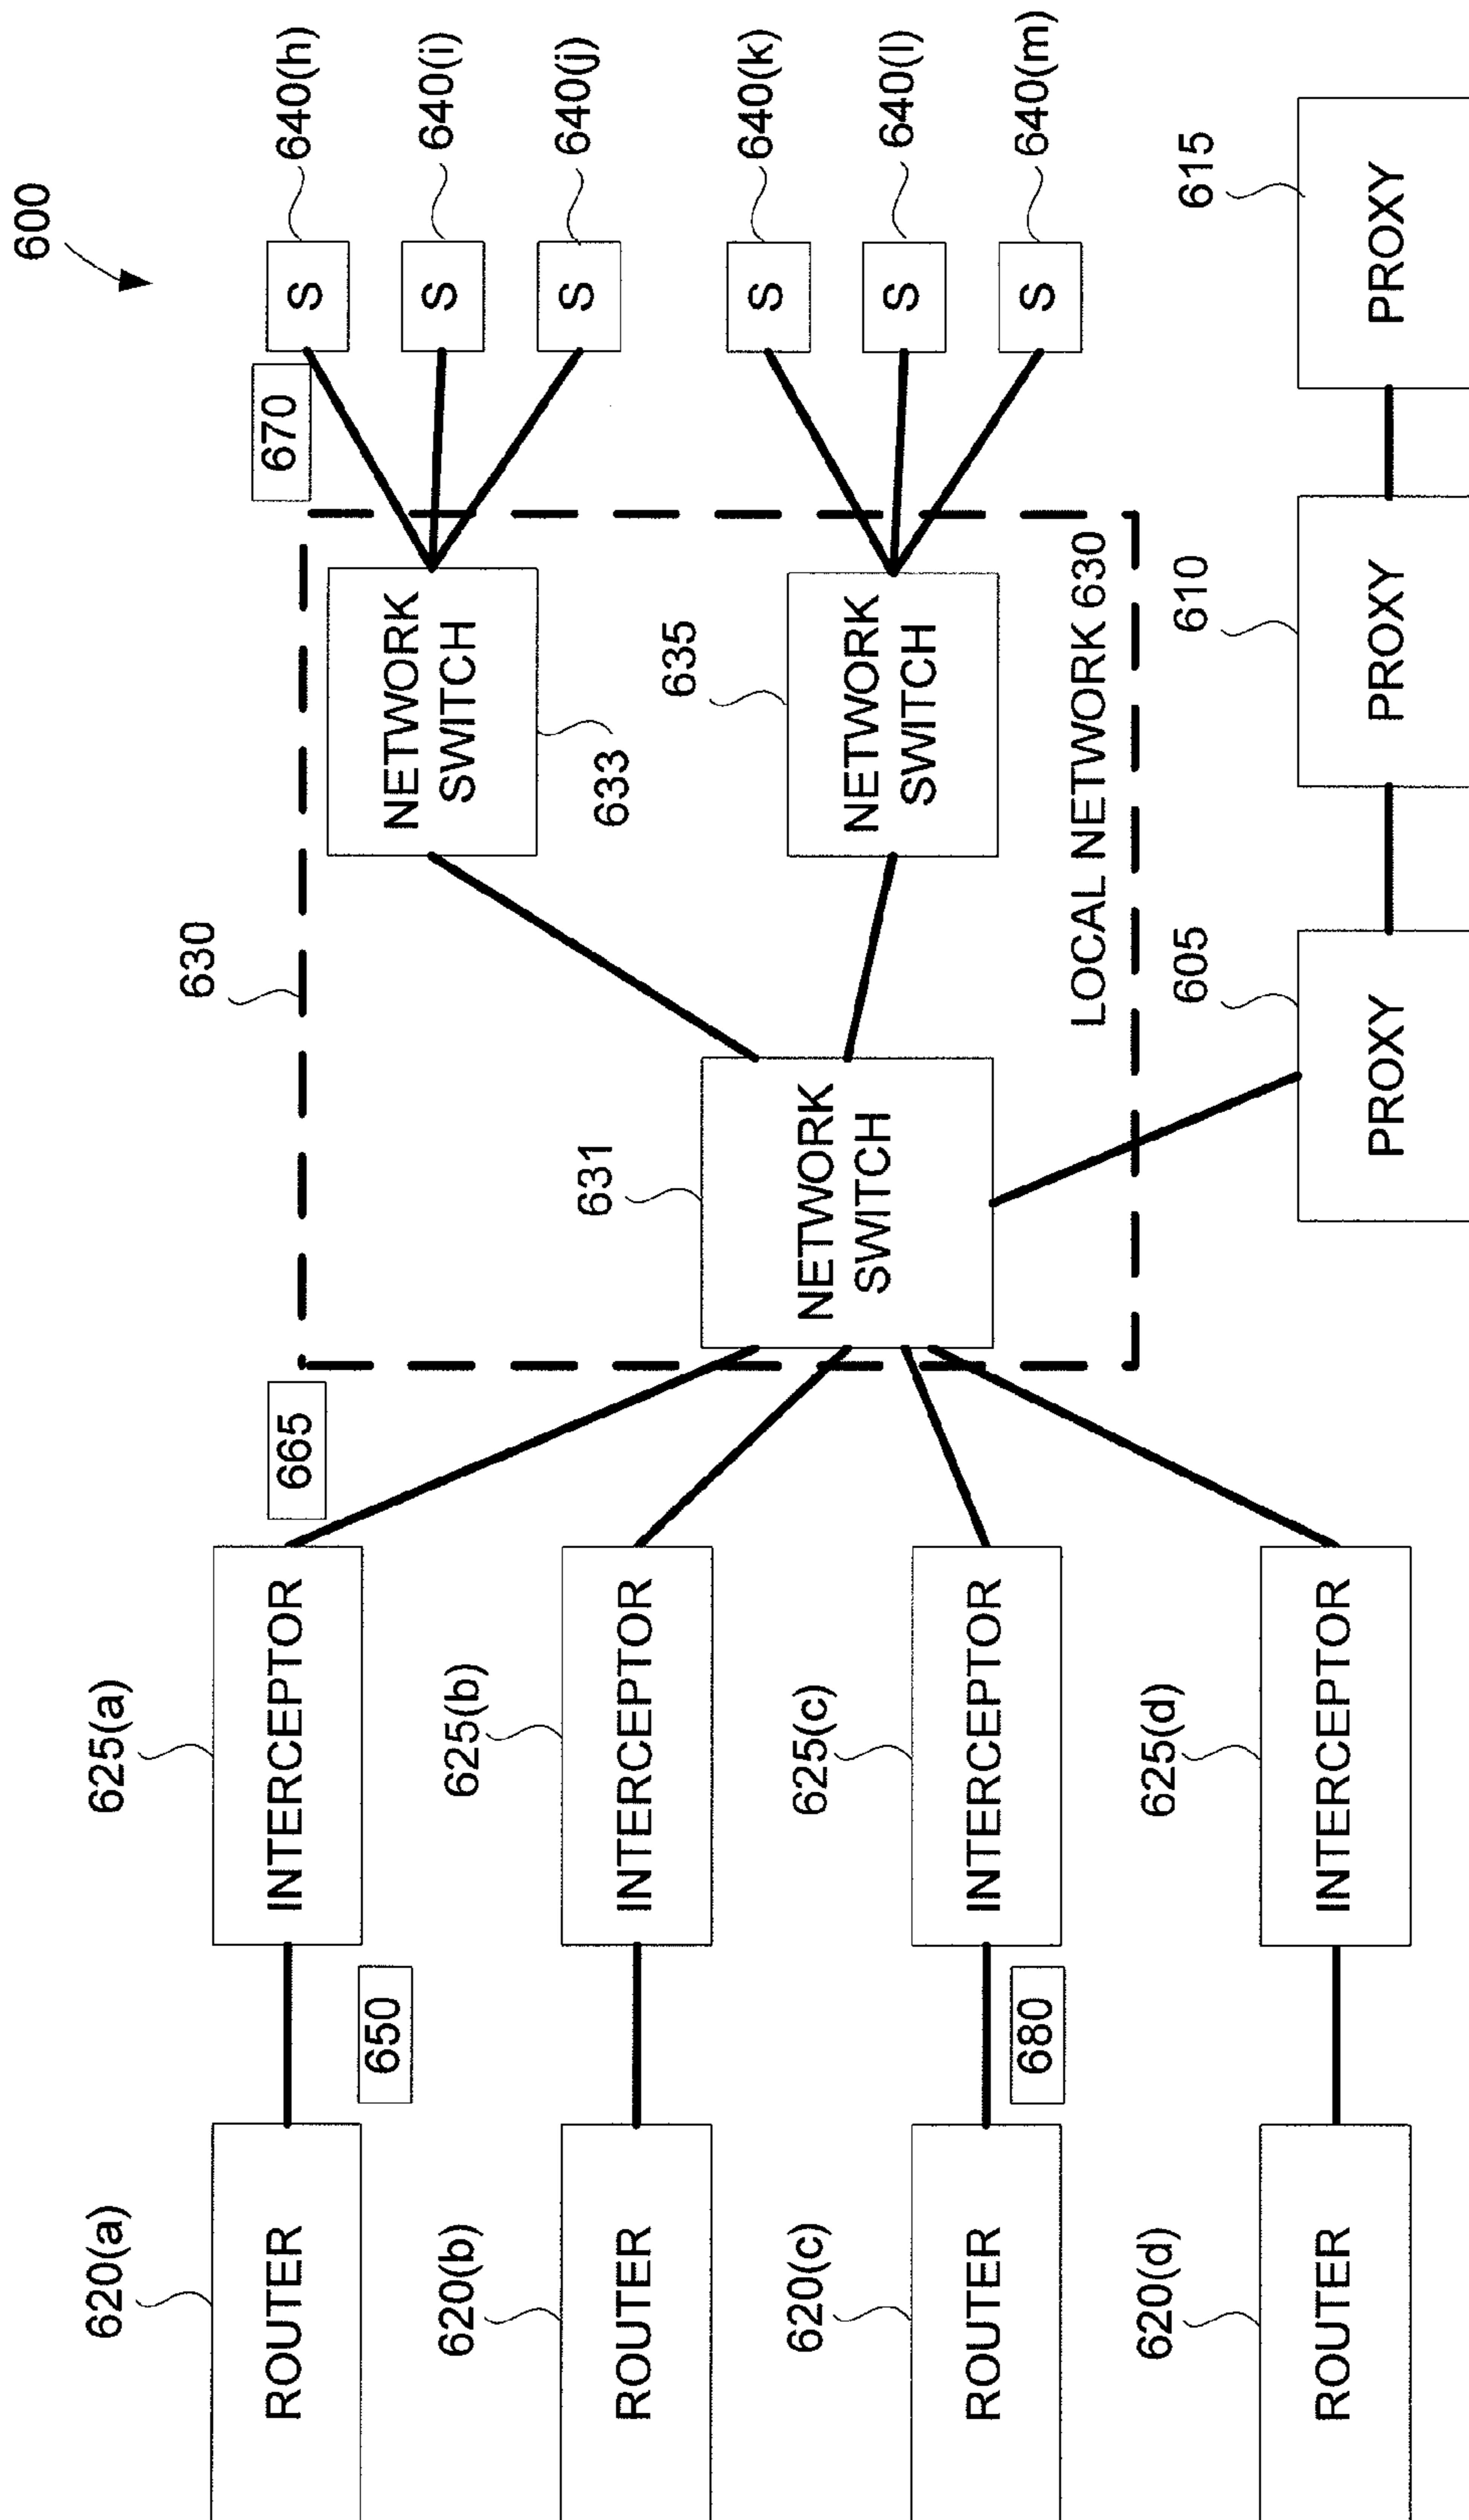 600
620(a)
ROUTER
650
625(a)
INTERCEPTOR
665
630
NETWORK
SWITCH
633
670
S
640(h)
S
640(i)
S
640(j)
620(b)
ROUTER
625(b)
INTERCEPTOR
631
NETWORK
SWITCH
635
NETWORK
SWITCH
S
640(k)
S
640(l)
S
640(m)
620(c)
ROUTER
680
625(c)
INTERCEPTOR
LOCAL NETWORK 630
620(d)
ROUTER
625(d)
INTERCEPTOR
605
PROXY
610
PROXY
615
PROXY